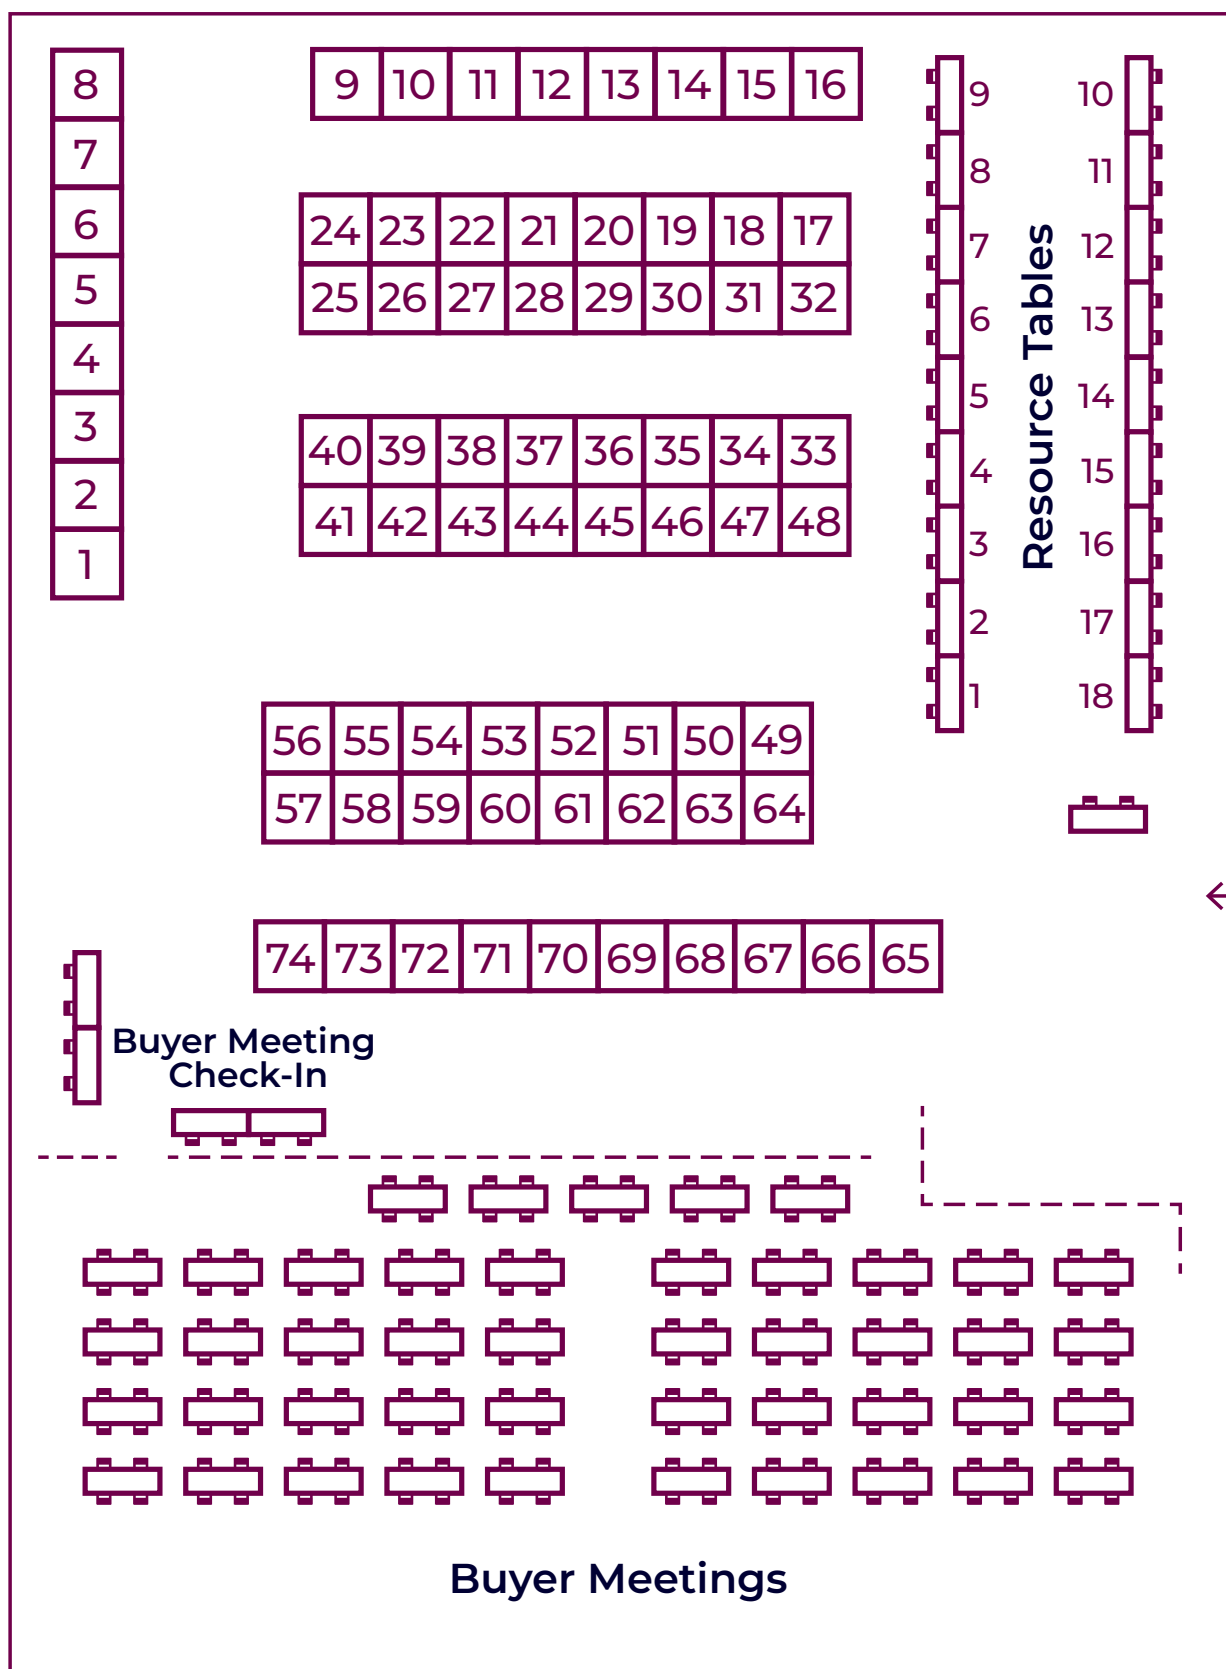 8
7
6
5
4
3
2
1
9 10 11 12 13 14 15 16
24 23 22 21 20 19 18 17
25 26 27 28 29 30 31 32
40 39 38 37 36 35 34 33
41 42 43 44 45 46 47 48
56 55 54 53 52 51 50 49
57 58 59 60 61 62 63 64
74 73 72 71 70 69 68 67 66 65
9
8
7
6
5
4
3
2
1
Resource Tables
10
11
12
13
14
15
16
17
18
Buyer Meeting
Check-In
Buyer Meetings